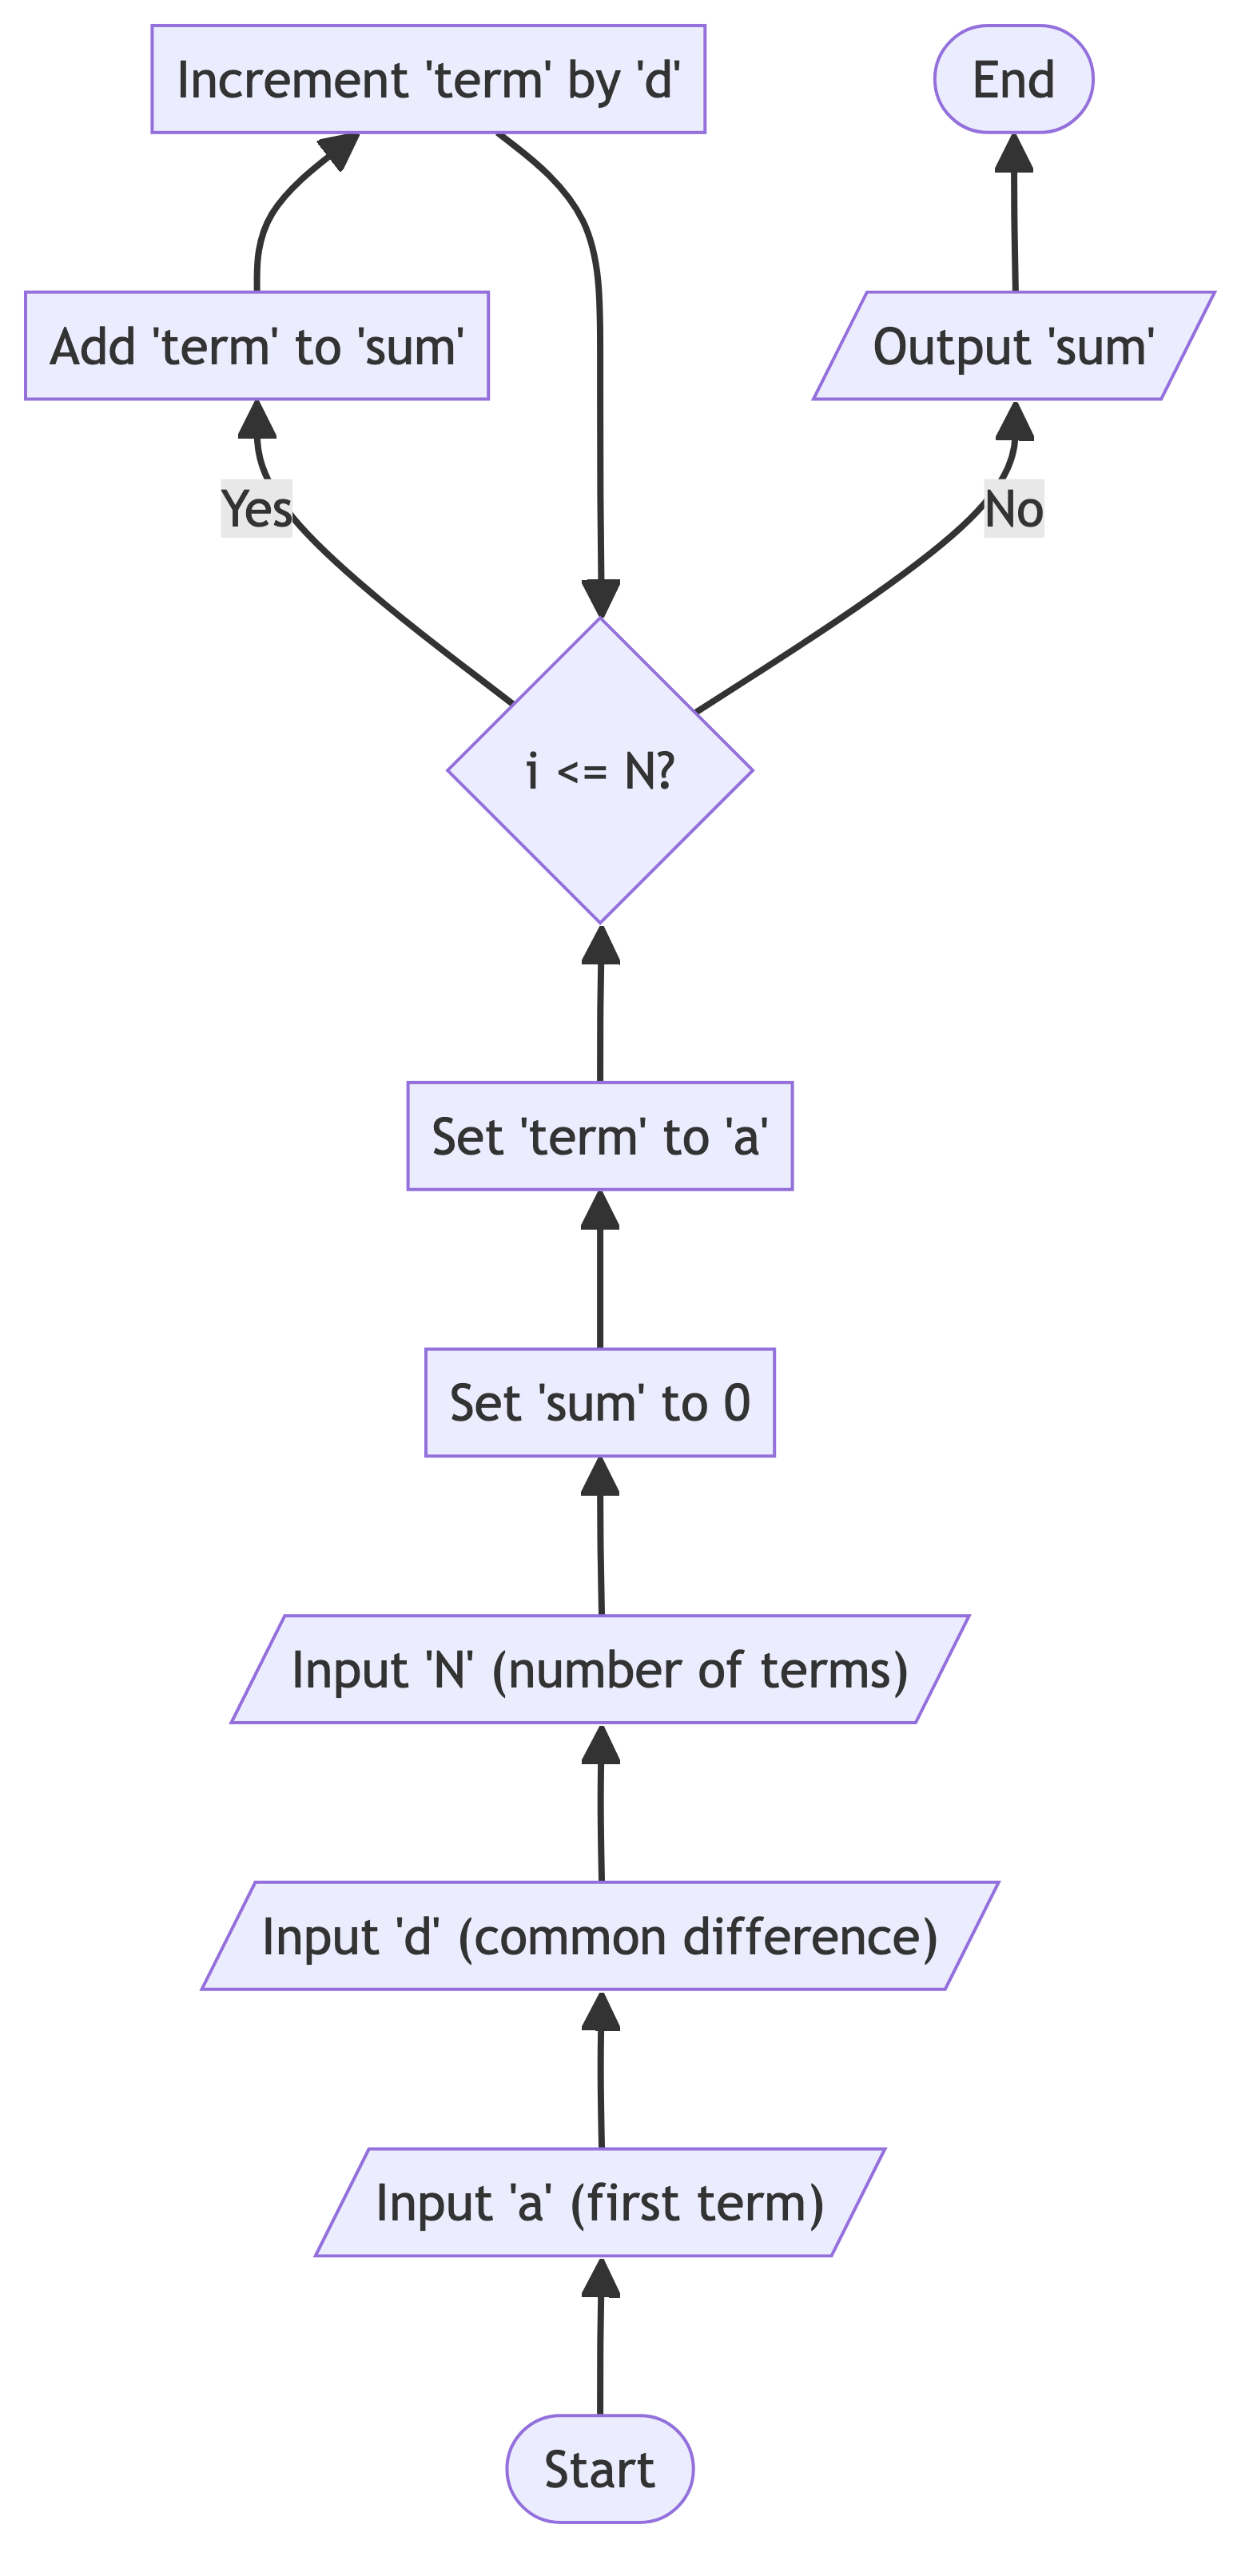 Increment 'term' by 'd'
End
Add 'term' to 'sum'
Output 'sum'
Yes
No
i <= N?
Set 'term' to 'a'
Set 'sum' to 0
Input 'N' (number of terms)
Input 'd' (common difference)
Input 'a' (first term)
Start